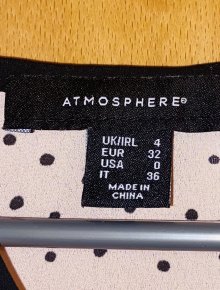 ATMOSPHERE®
UK/IRL 4
EUR 32
USA 0
IT 36
MADE IN
CHINA